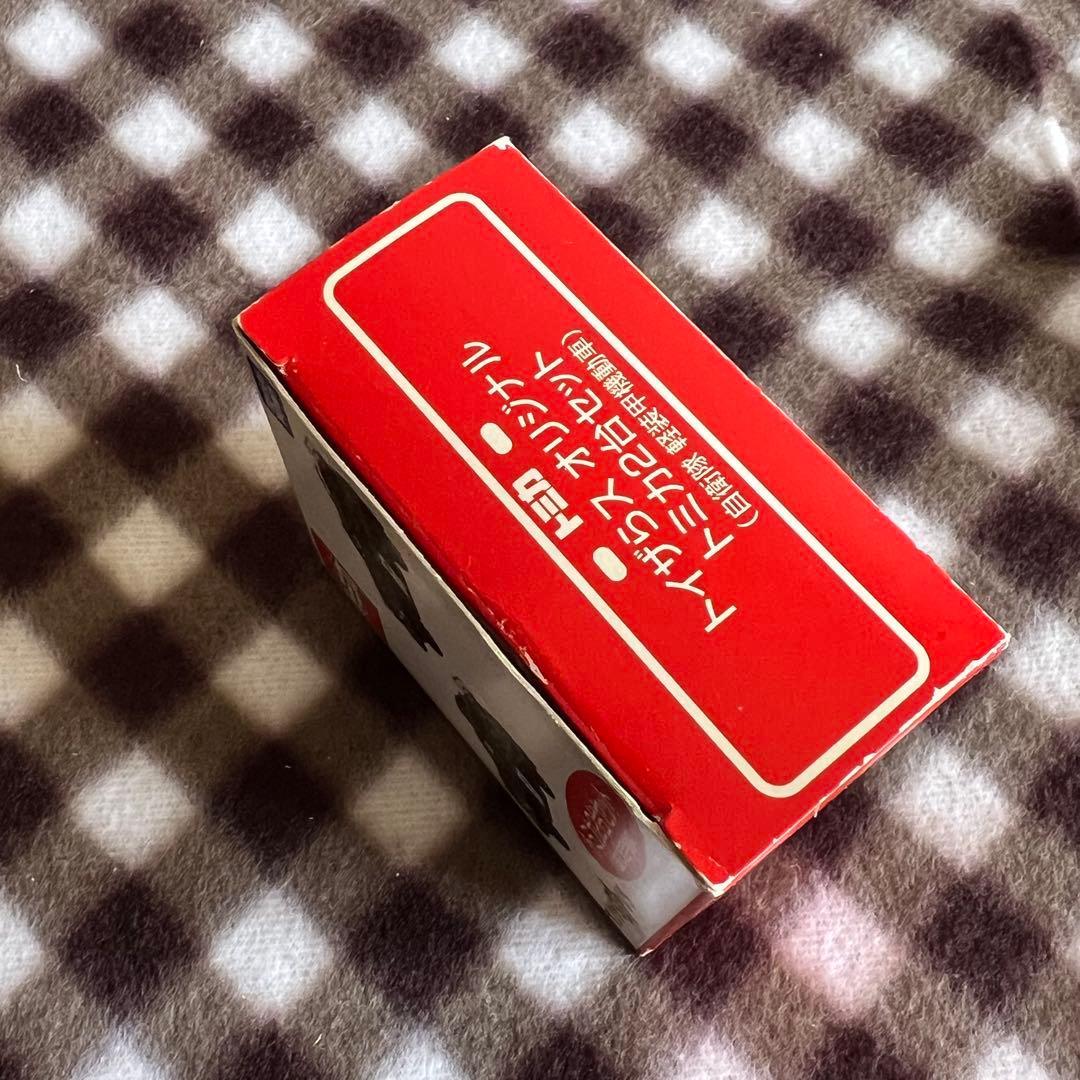 トミカ
トイザらス オリジナル
トミカ2台セット
(自衛隊 軽装甲機動車)